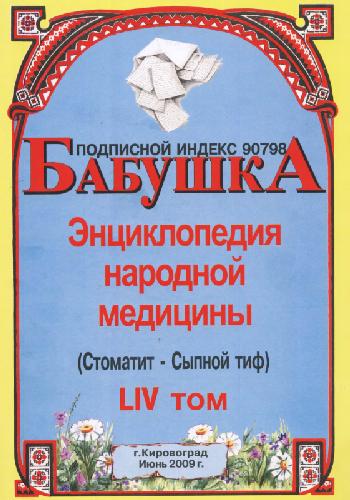 ПОДПИСНОЙ ИНДЕКС 90798
БАБУШКА
Энциклопедия
народной
медицины
(Стоматит - Сыпной тиф)
LIV том
г.Кировоград
Июнь 2009 г.